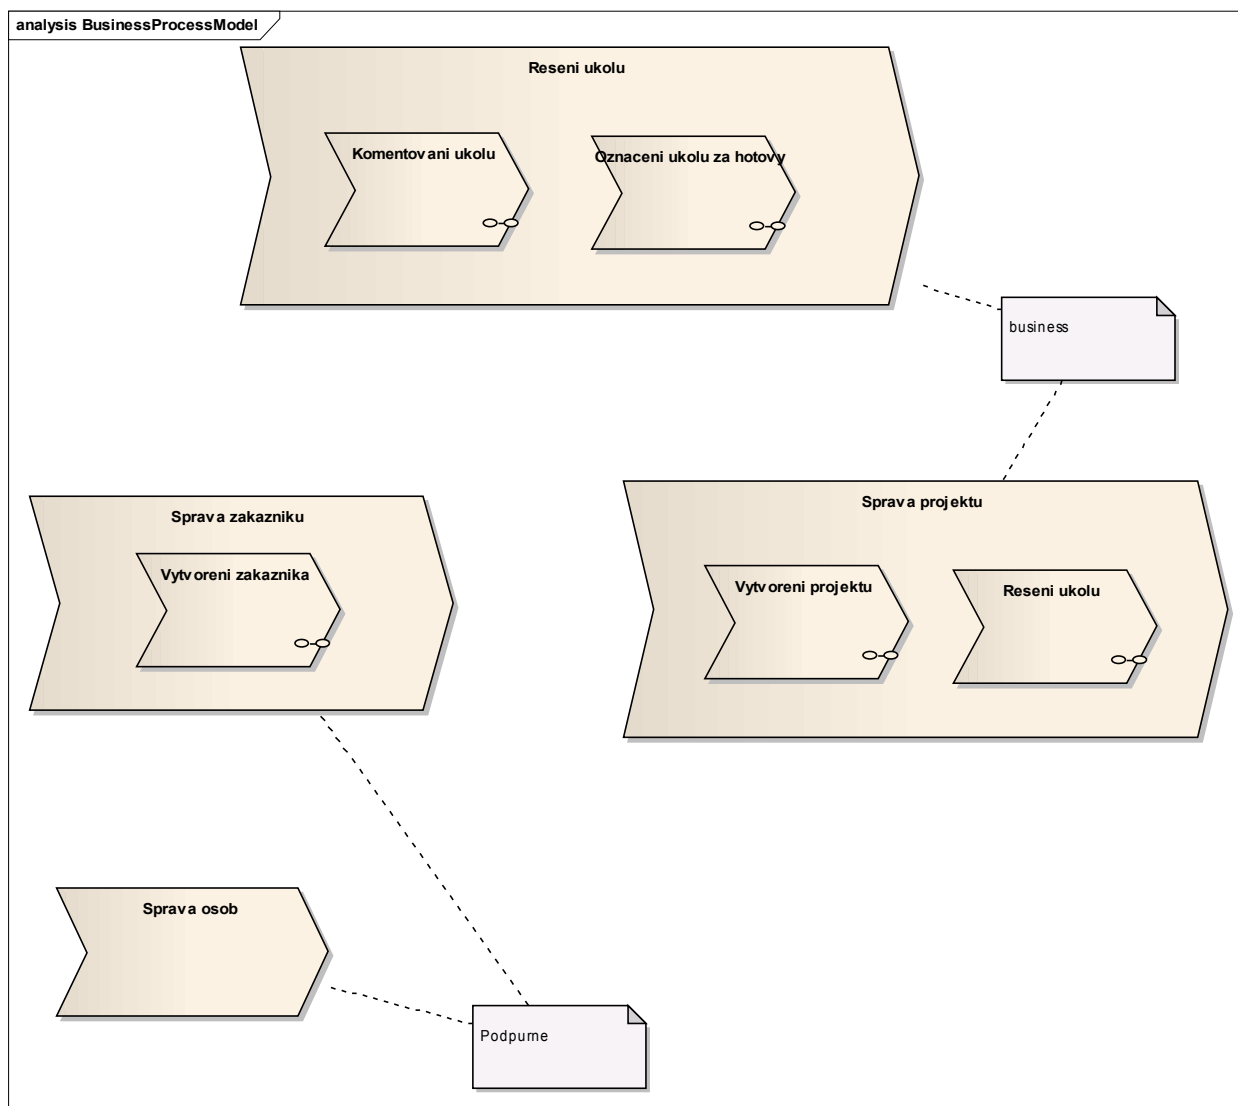 analysis BusinessProcessModel
Reseni ukolu
Komentovani ukolu
Oznaceni ukolu za hotovy
business
Sprava zakazniku
Vytvoreni zakaznika
Sprava projektu
Vytvoreni projektu
Reseni ukolu
Sprava osob
Podpurne